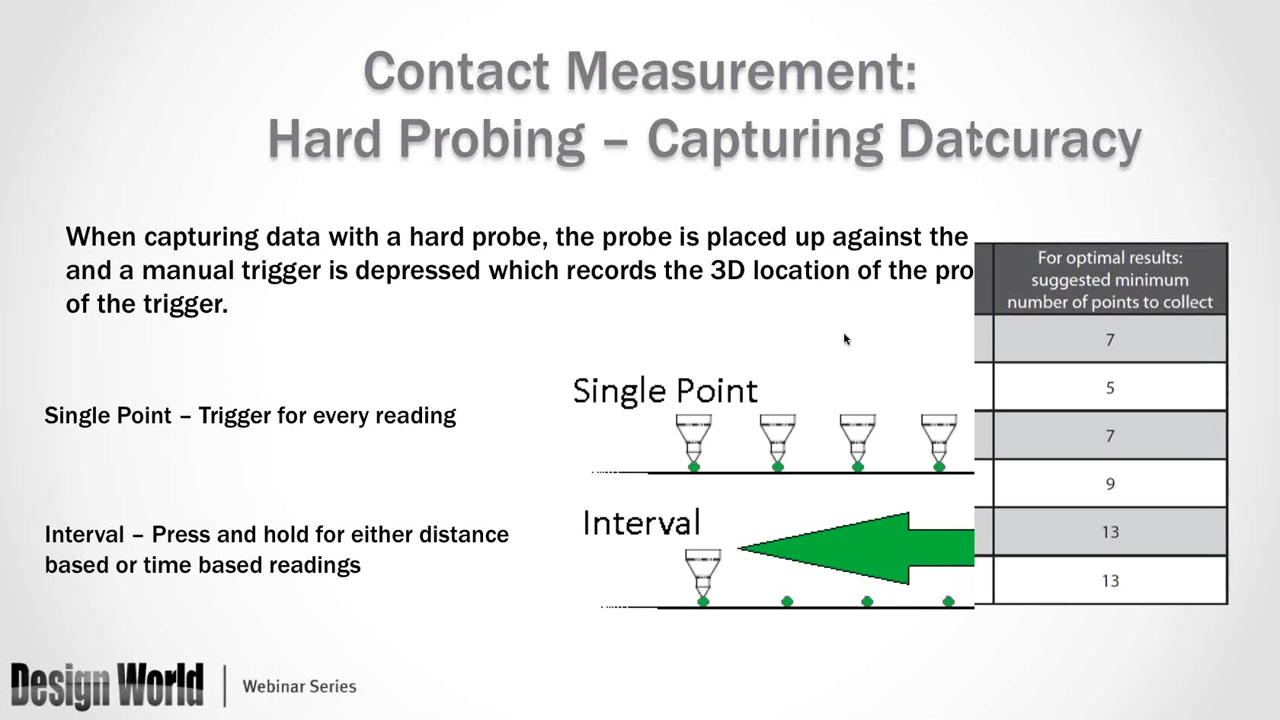 Contact Measurement:
Hard Probing – Capturing Datcuracy
When capturing data with a hard probe, the probe is placed up against the
and a manual trigger is depressed which records the 3D location of the pro
of the trigger.
For optimal results:
suggested minimum
number of points to collect
7
5
7
9
13
13
Single Point
Single Point – Trigger for every reading
Interval
Interval – Press and hold for either distance
based or time based readings
Design World
Webinar Series